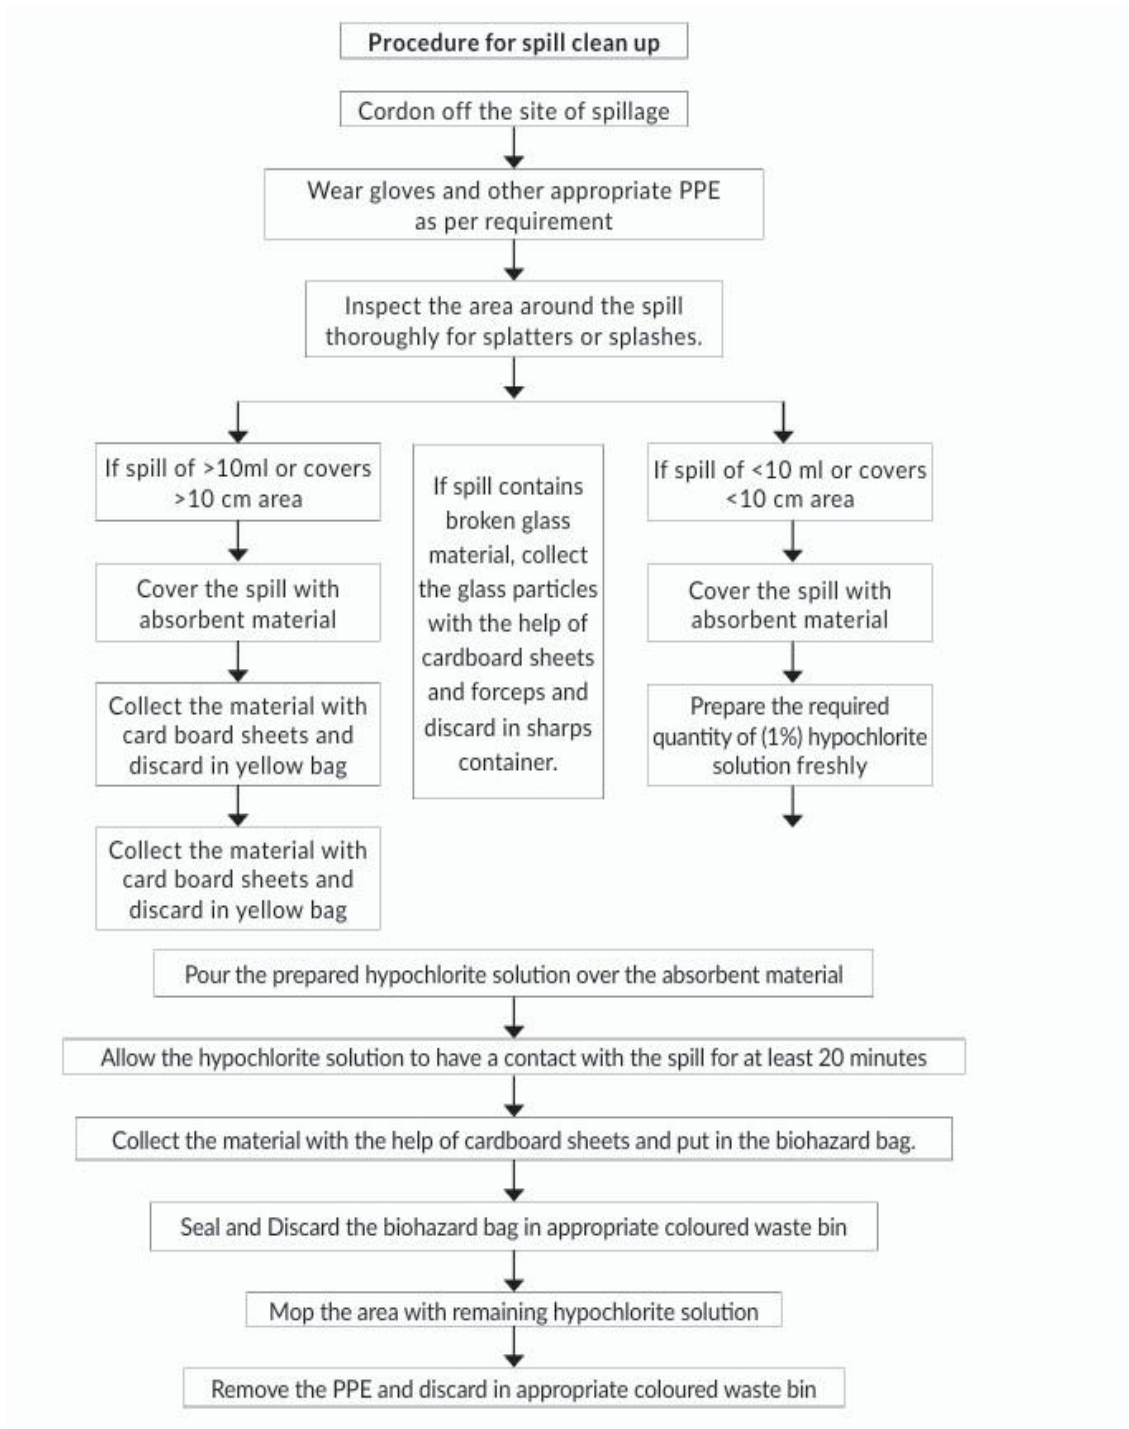 Procedure for spill clean up
Cordon off the site of spillage
Wear gloves and other appropriate PPE
as per requirement
Inspect the area around the spill
thoroughly for splatters or splashes.
If spill of >10ml or covers
>10 cm area
Cover the spill with
absorbent material
Collect the material with
card board sheets and
discard in yellow bag
Collect the material with
card board sheets and
discard in yellow bag
If spill contains
broken glass
material, collect
the glass particles
with the help of
cardboard sheets
and forceps and
discard in sharps
container.
If spill of <10 ml or covers
<10 cm area
Cover the spill with
absorbent material
Prepare the required
quantity of (1%) hypochlorite
solution freshly
Pour the prepared hypochlorite solution over the absorbent material
Allow the hypochlorite solution to have a contact with the spill for at least 20 minutes
Collect the material with the help of cardboard sheets and put in the biohazard bag.
Seal and Discard the biohazard bag in appropriate coloured waste bin
Mop the area with remaining hypochlorite solution
Remove the PPE and discard in appropriate coloured waste bin